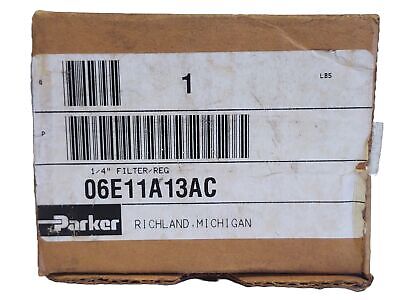 Q 1 LBS
P
1/4" FILTER/REG
06E11A13AC
Parker RICHLAND, MICHIGAN